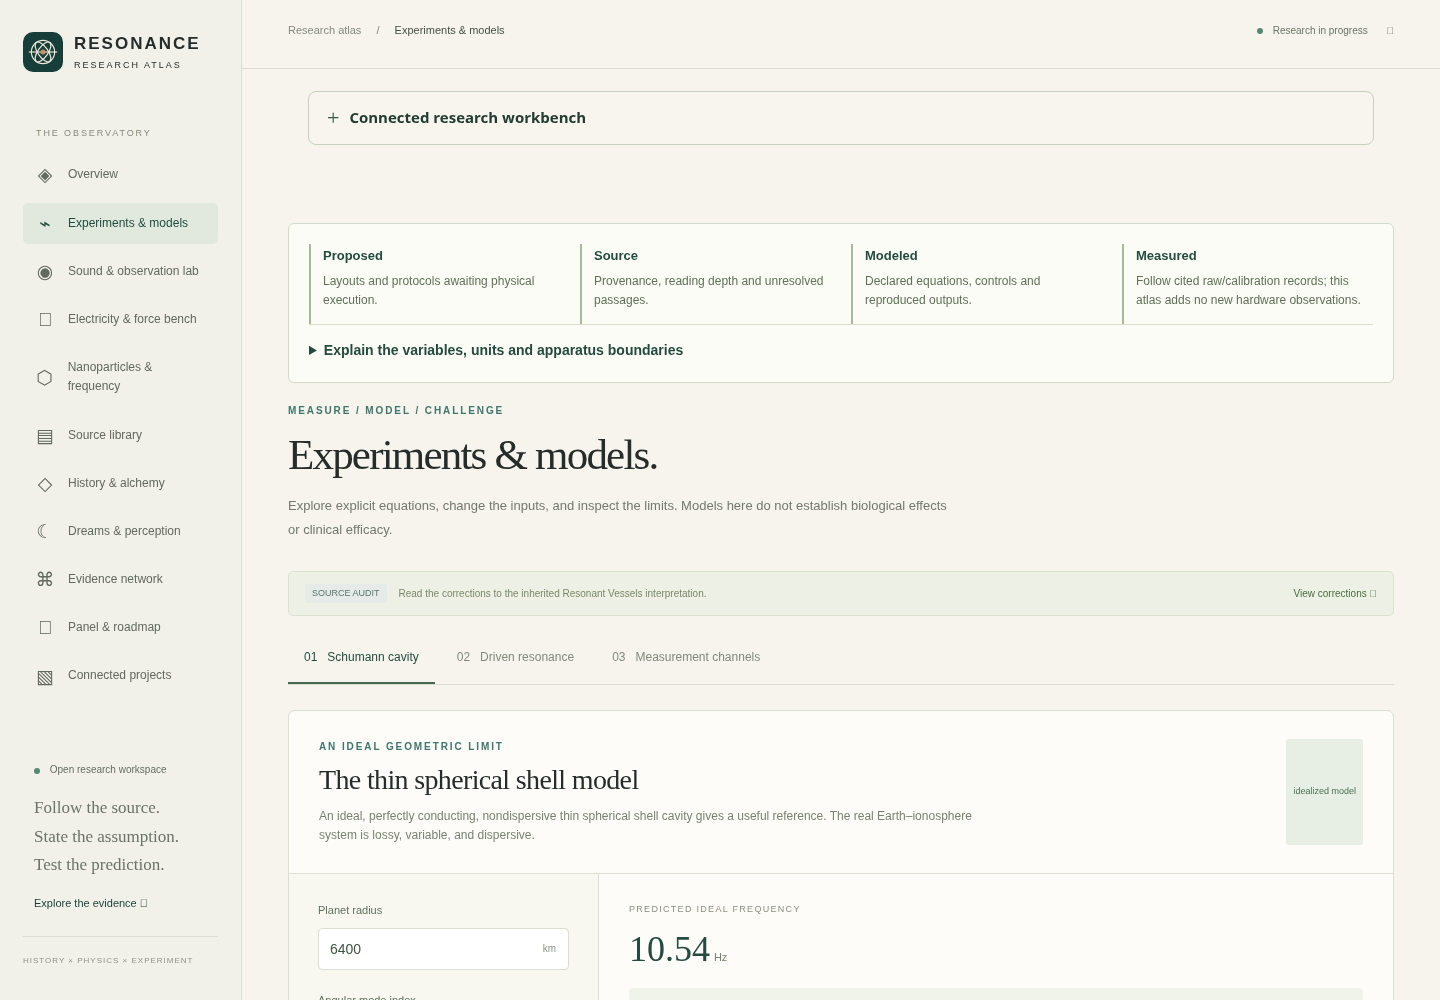 RESONANCE
RESEARCH ATLAS
THE OBSERVATORY
Overview
Experiments & models
Sound & observation lab
Electricity & force bench
Nanoparticles &
frequency
Source library
History & alchemy
Dreams & perception
Evidence network
Panel & roadmap
Connected projects
Open research workspace
Follow the source.
State the assumption.
Test the prediction.
Explore the evidence
HISTORY × PHYSICS × EXPERIMENT
Research atlas / Experiments & models
Research in progress
+ Connected research workbench
Proposed
Layouts and protocols awaiting physical
execution.
Source
Provenance, reading depth and unresolved
passages.
Modeled
Declared equations, controls and
reproduced outputs.
Measured
Follow cited raw/calibration records; this
atlas adds no new hardware observations.
Explain the variables, units and apparatus boundaries
MEASURE / MODEL / CHALLENGE
Experiments & models.
Explore explicit equations, change the inputs, and inspect the limits. Models here do not establish biological effects
or clinical efficacy.
SOURCE AUDIT Read the corrections to the inherited Resonant Vessels interpretation.
View corrections
01 Schumann cavity
02 Driven resonance
03 Measurement channels
AN IDEAL GEOMETRIC LIMIT
The thin spherical shell model
An ideal, perfectly conducting, nondispersive thin spherical shell cavity gives a useful reference. The real Earth–ionosphere
system is lossy, variable, and dispersive.
idealized model
Planet radius
6400 km
Angular mode index
PREDICTED IDEAL FREQUENCY
10.54 Hz